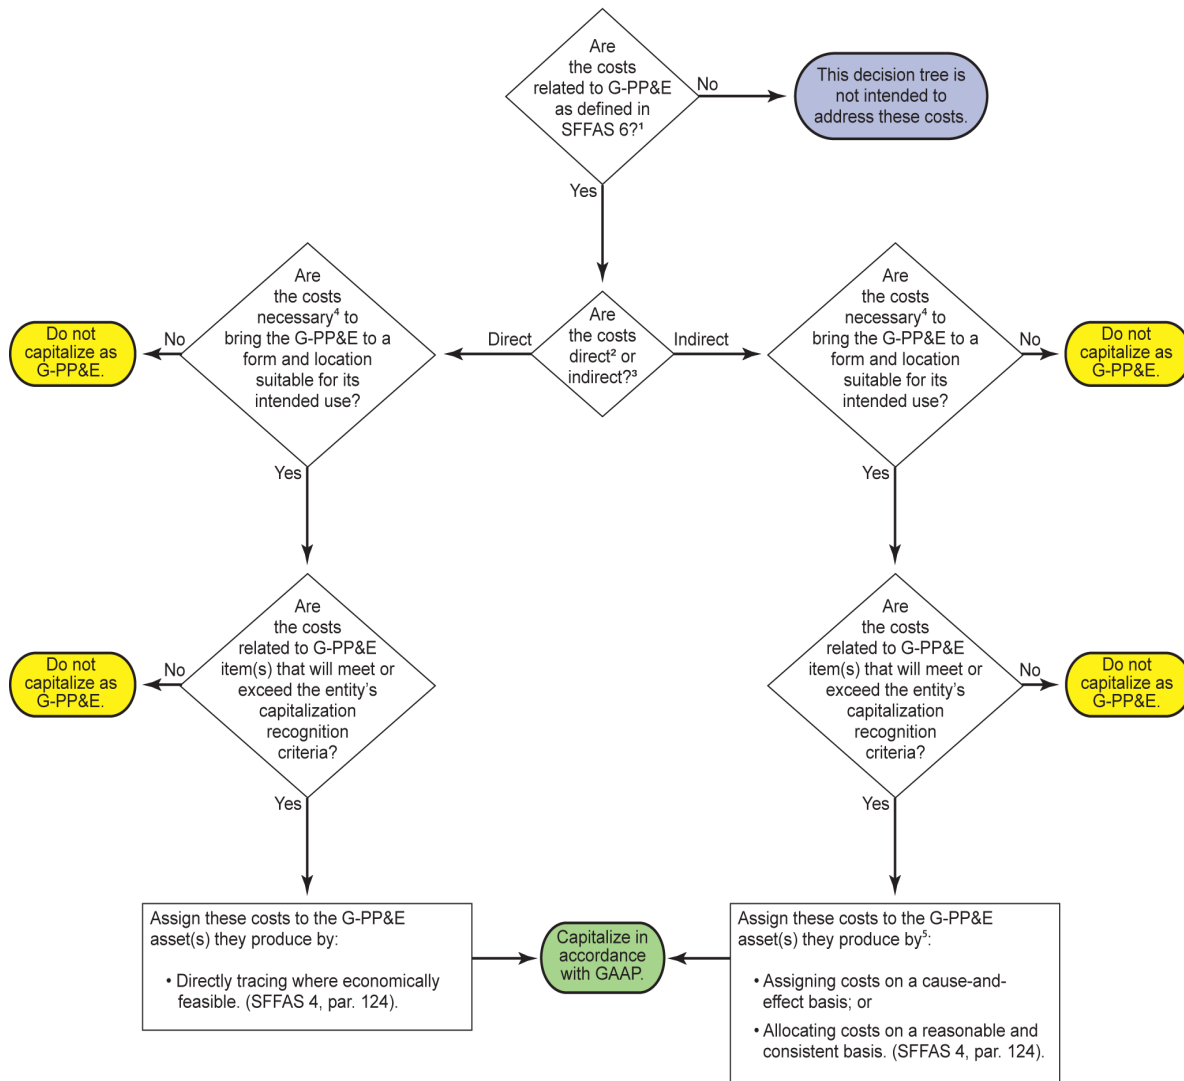 Are
the costs
related to G-PP&E
as defined in
SFFAS 6?¹
No
This decision tree is
not intended to
address these costs.
Yes
Are
the costs
direct² or
indirect?³
Direct
Indirect
Are
the costs
necessary⁴ to
bring the G-PP&E to a
form and location
suitable for its
intended use?
No
Do not
capitalize as
G-PP&E.
Yes
Are
the costs
necessary⁴ to
bring the G-PP&E to a
form and location
suitable for its
intended use?
No
Do not
capitalize as
G-PP&E.
Yes
Are
the costs
related to G-PP&E
item(s) that will meet or
exceed the entity’s
capitalization
recognition
criteria?
No
Do not
capitalize as
G-PP&E.
Yes
Are
the costs
related to G-PP&E
item(s) that will meet or
exceed the entity’s
capitalization
recognition
criteria?
No
Do not
capitalize as
G-PP&E.
Yes
Assign these costs to the G-PP&E
asset(s) they produce by:
• Directly tracing where economically
feasible. (SFFAS 4, par. 124).
Capitalize in
accordance
with GAAP.
Assign these costs to the G-PP&E
asset(s) they produce by⁵:
• Assigning costs on a cause-and-
effect basis; or
• Allocating costs on a reasonable and
consistent basis. (SFFAS 4, par. 124).